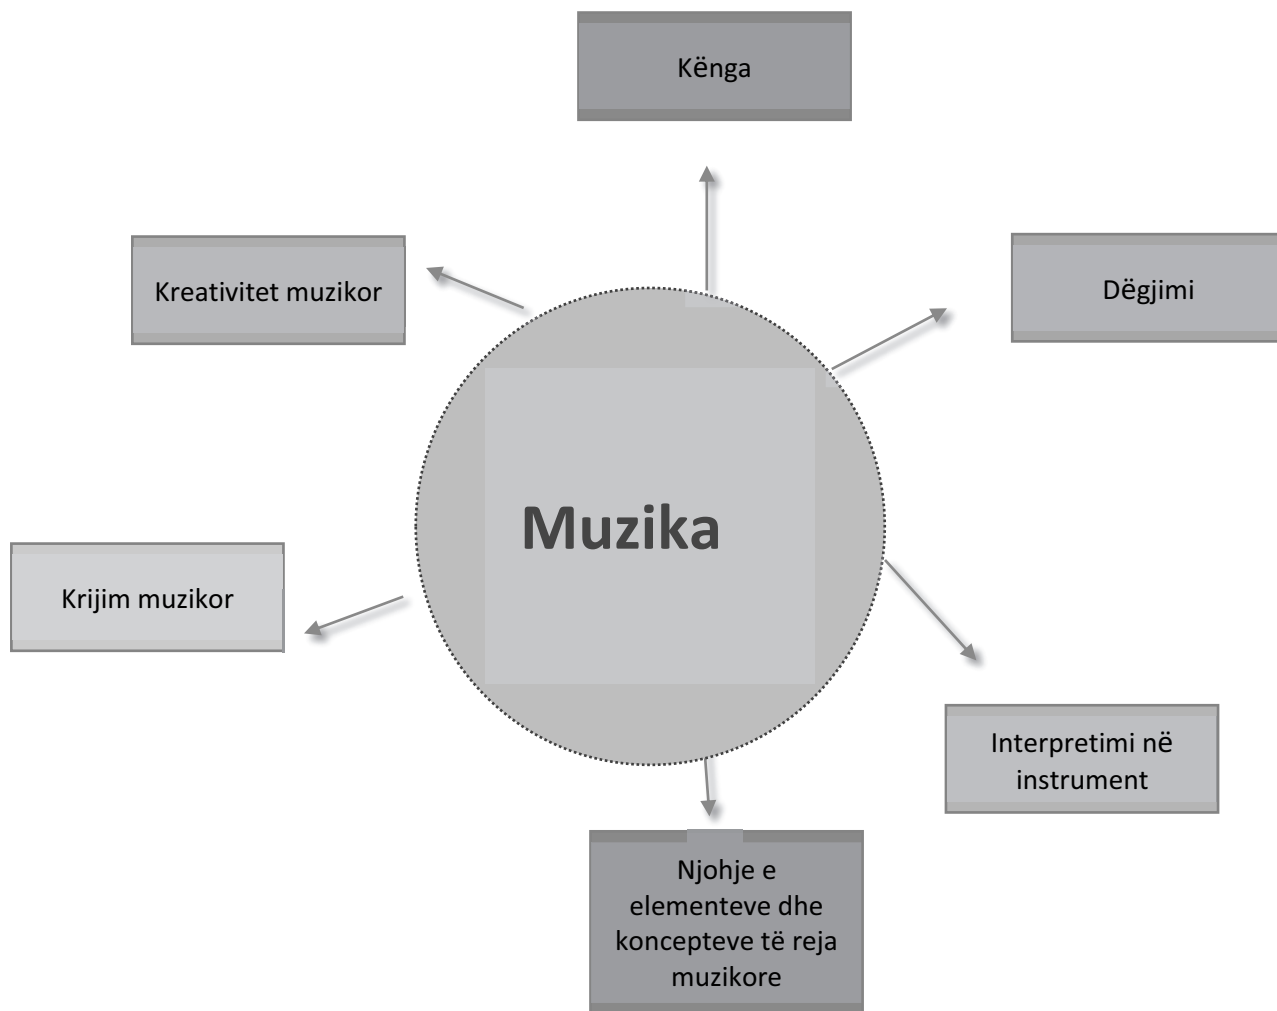 Kënga
Kreativitet muzikor
Dëgjimi
Muzika
Krijim muzikor
Interpretimi në
instrument
Njohje e
elementeve dhe
koncepteve të reja
muzikore